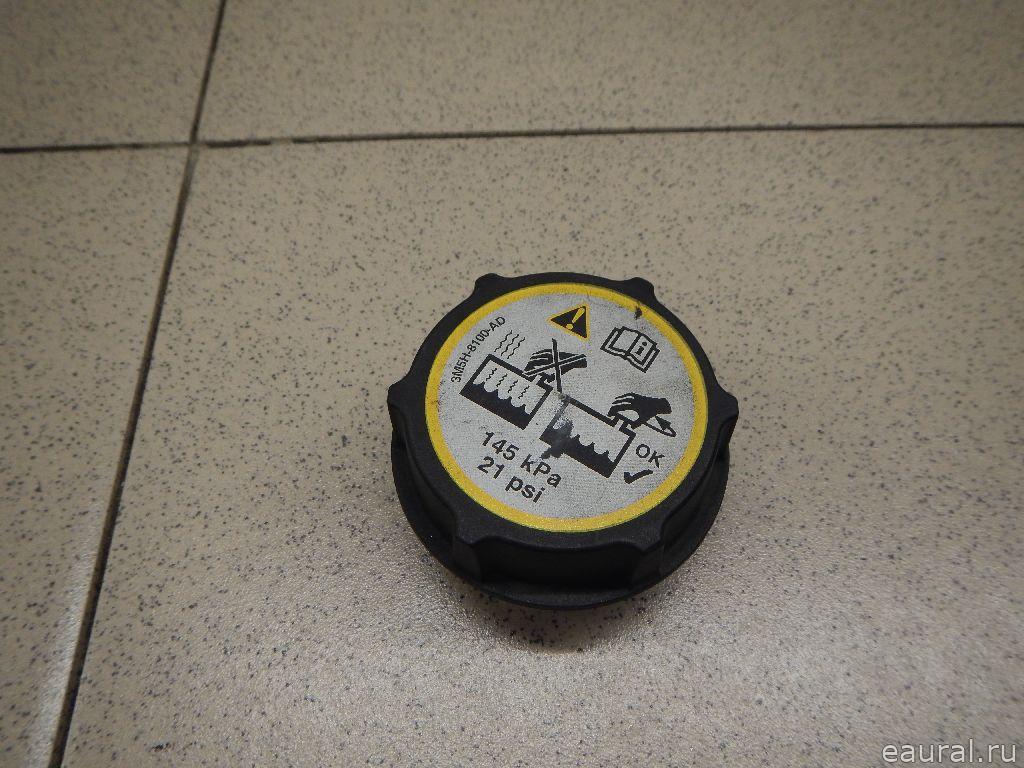 3M5H-8100-AD
OK
145 kPa
21 psi
eaural.ru